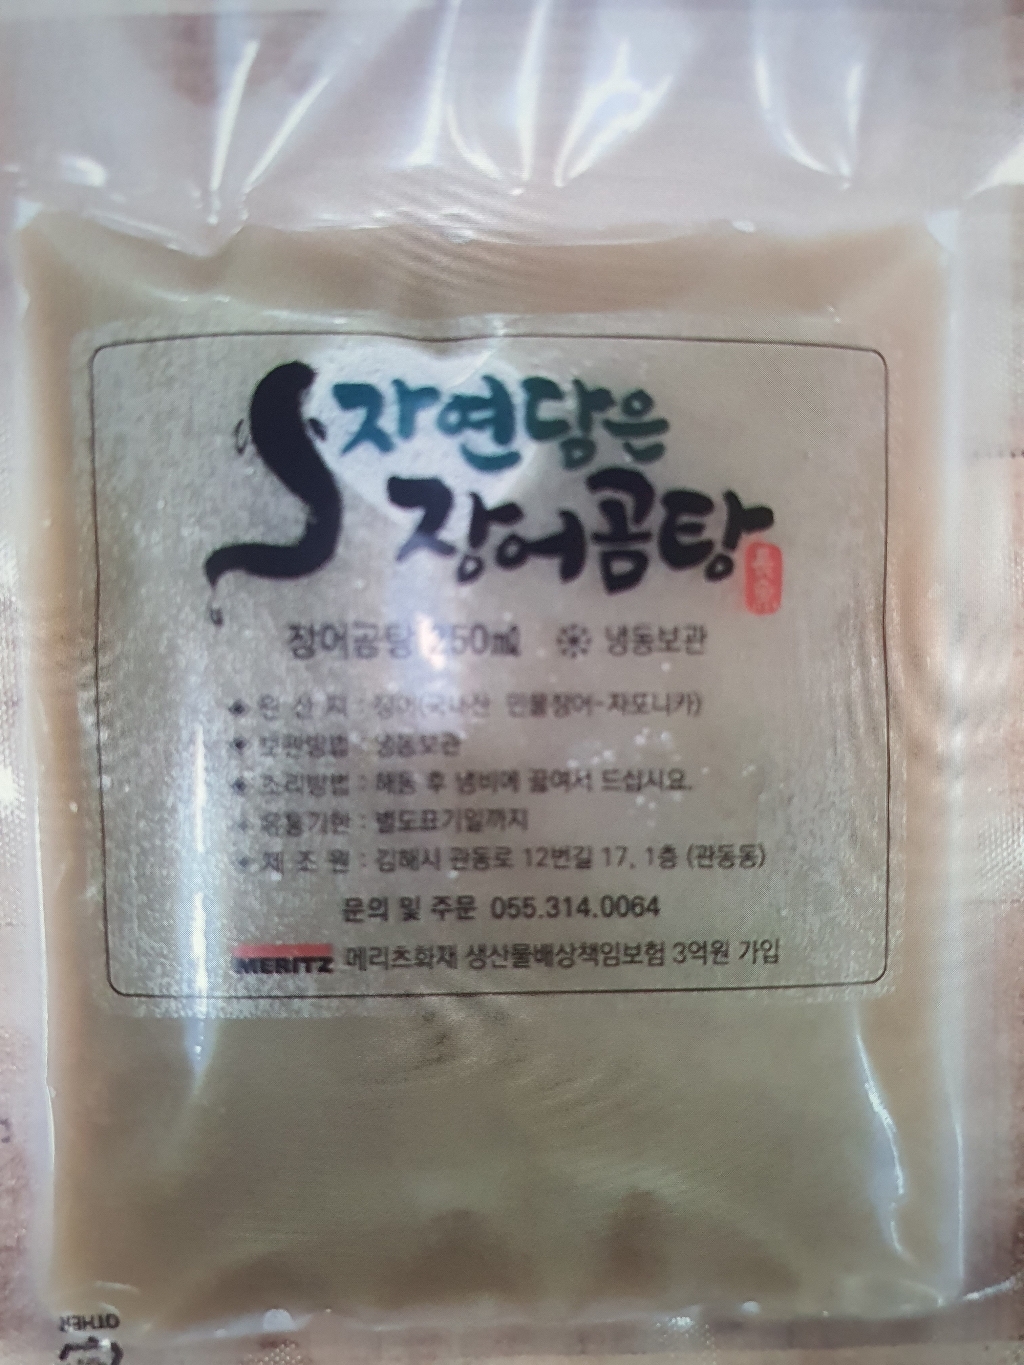 자연담은
장어곰탕
장어곰탕 250㎖ 냉동보관
원 산 지 : 장어(국내산 민물장어-자포니카)
보관방법 : 냉동보관
조리방법 : 해동 후 냄비에 끓여서 드십시요.
유통기한 : 별도표기일까지
제 조 원 : 김해시 관동로 12번길 17, 1층 (관동동)
문의 및 주문 055.314.0064
MERITZ 메리츠화재 생산물배상책임보험 3억원 가입
OTHER